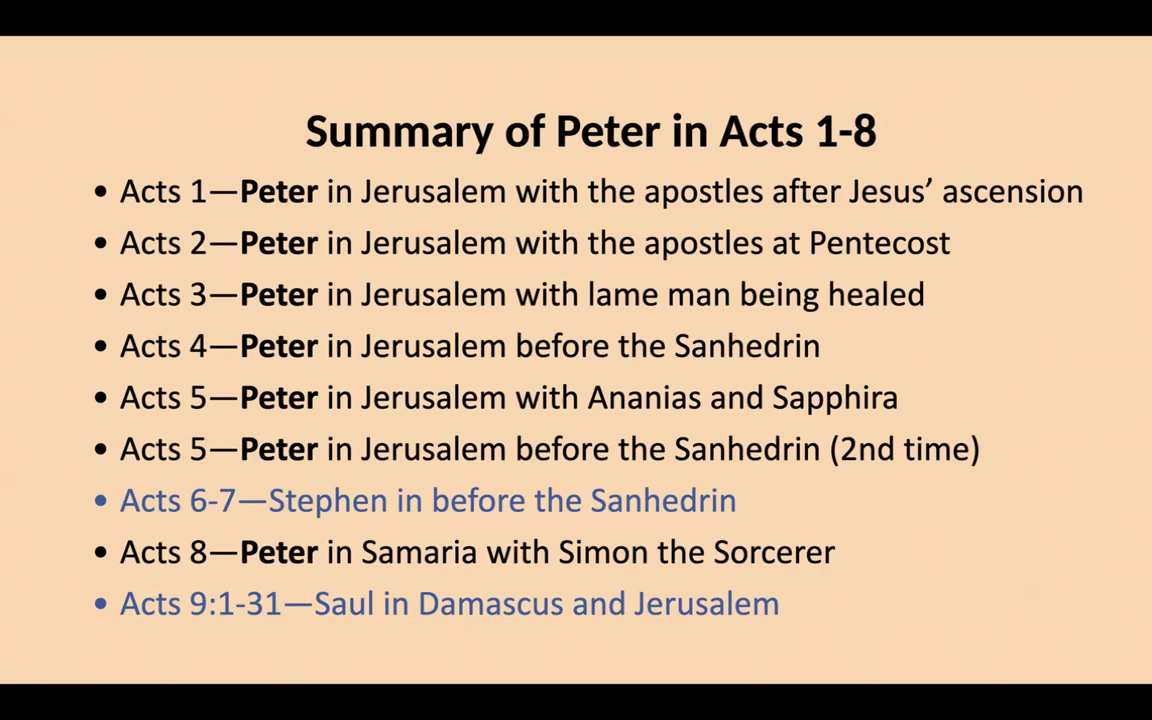 Summary of Peter in Acts 1-8
• Acts 1—Peter in Jerusalem with the apostles after Jesus’ ascension
• Acts 2—Peter in Jerusalem with the apostles at Pentecost
• Acts 3—Peter in Jerusalem with lame man being healed
• Acts 4—Peter in Jerusalem before the Sanhedrin
• Acts 5—Peter in Jerusalem with Ananias and Sapphira
• Acts 5—Peter in Jerusalem before the Sanhedrin (2nd time)
• Acts 6-7—Stephen in before the Sanhedrin
• Acts 8—Peter in Samaria with Simon the Sorcerer
• Acts 9:1-31—Saul in Damascus and Jerusalem